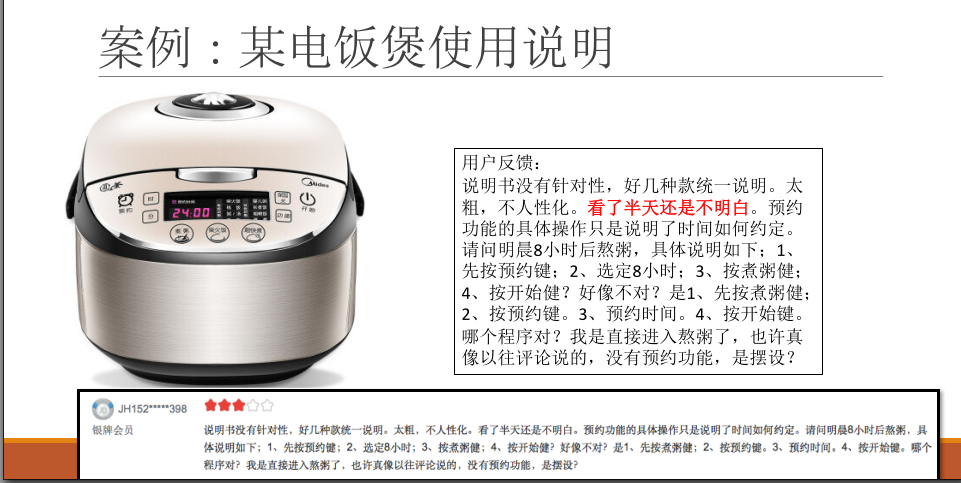 案例：某电饭煲使用说明
Midea
预约
时
分
24:00
开始
功能
煮粥
柴火饭
超快煮
用户反馈：
说明书没有针对性，好几种款统一说明。太
粗，不人性化。看了半天还是不明白。预约
功能的具体操作只是说明了时间如何约定。
请问明晨8小时后熬粥，具体说明如下；1、
先按预约键；2、选定8小时；3、按煮粥健；
4、按开始健？好像不对？是1、先按煮粥健；
2、按预约键。3、预约时间。4、按开始健。
哪个程序对？我是直接进入熬粥了，也许真
像以往评论说的，没有预约功能，是摆设？
JH152*****398
银牌会员
说明书没有针对性，好几种款统一说明。太粗，不人性化。看了半天还是不明白。预约功能的具体操作只是说明了时间如何约定。请问明晨8小时后熬粥，具
体说明如下；1、先按预约键；2、选定8小时；3、按煮粥健；4、按开始健？好像不对？是1、先按煮粥健；2、按预约键。3、预约时间。4、按开始健。哪个
程序对？我是直接进入熬粥了，也许真像以往评论说的，没有预约功能，是摆设？